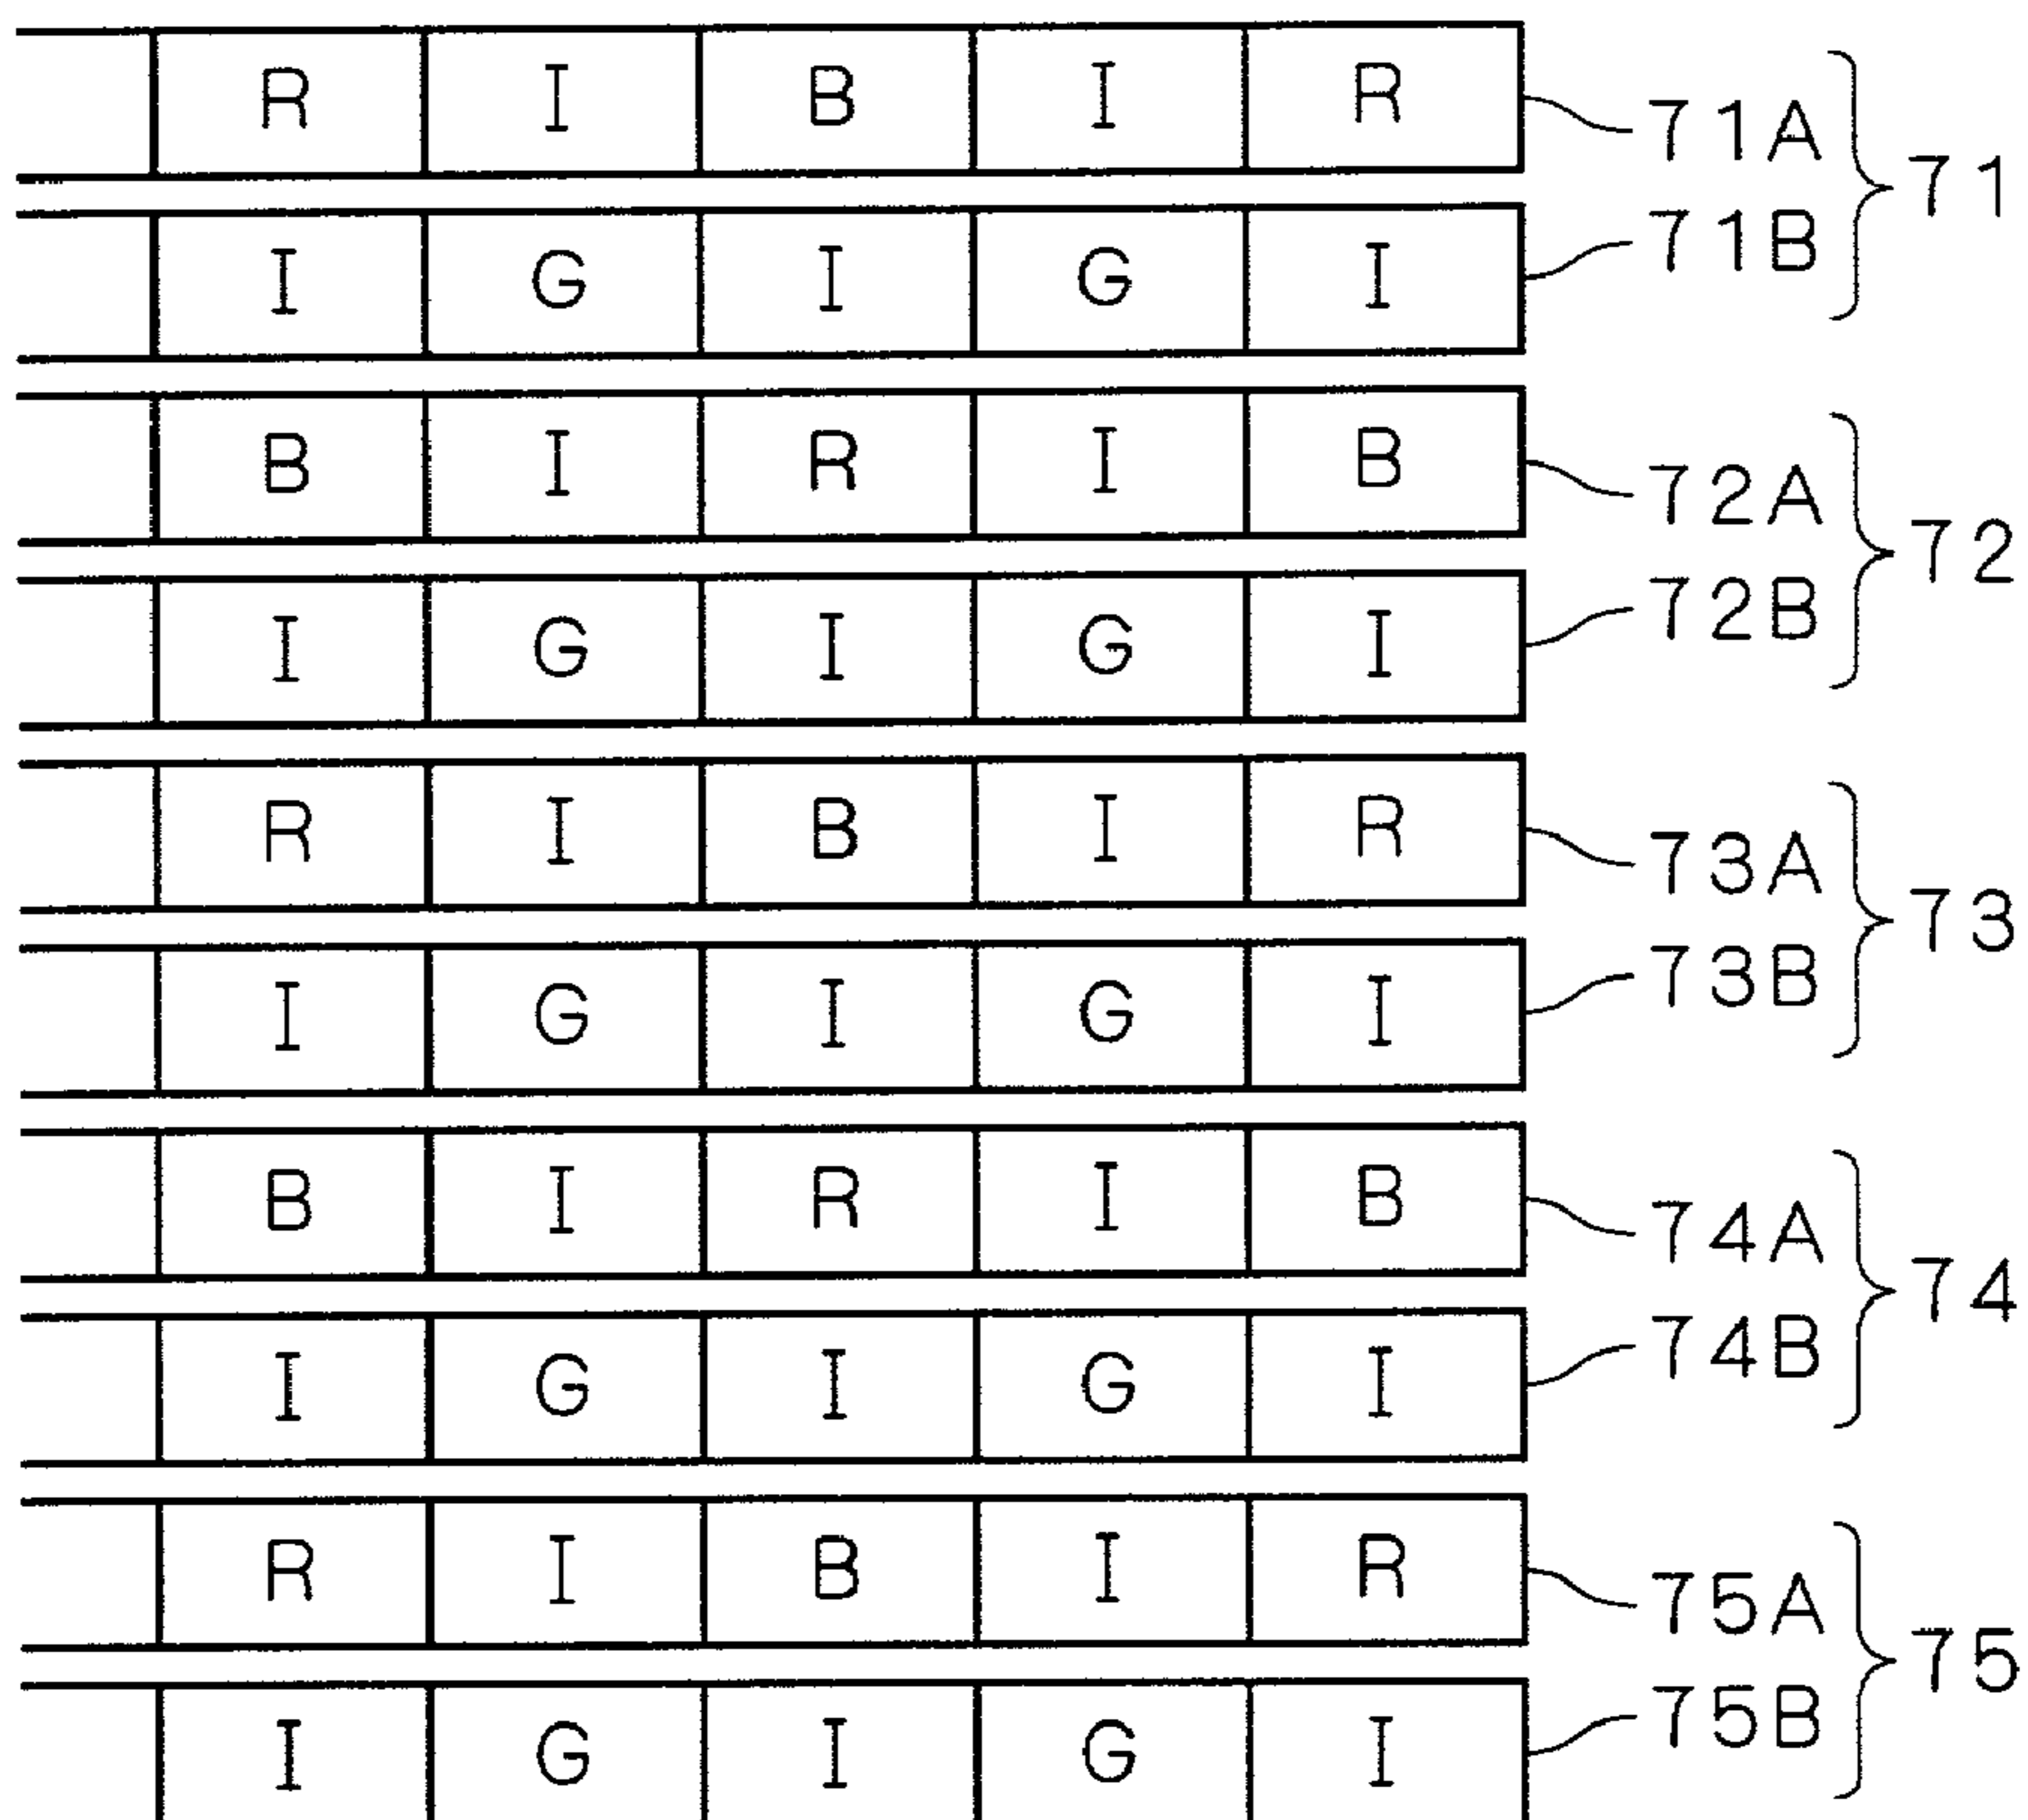 R I B I R 71A
71
I G I G I 71B
B I R I B 72A
72
I G I G I 72B
R I B I R 73A
73
I G I G I 73B
B I R I B 74A
74
I G I G I 74B
R I B I R 75A
75
I G I G I 75B